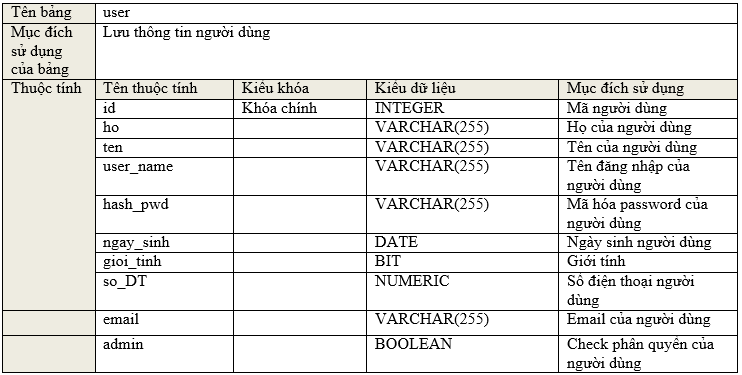 Tên bảng user
Mục đích Lưu thông tin người dùng
sử dụng
của bảng
Thuộc tính Tên thuộc tính Kiểu khóa Kiểu dữ liệu Mục đích sử dụng
id Khóa chính INTEGER Mã người dùng
ho VARCHAR(255) Họ của người dùng
ten VARCHAR(255) Tên của người dùng
user_name VARCHAR(255) Tên đăng nhập của
người dùng
hash_pwd VARCHAR(255) Mã hóa password của
người dùng
ngay_sinh DATE Ngày sinh người dùng
gioi_tinh BIT Giới tính
so_DT NUMERIC Số điện thoại người
dùng
email VARCHAR(255) Email của người dùng
admin BOOLEAN Check phân quyền của
người dùng